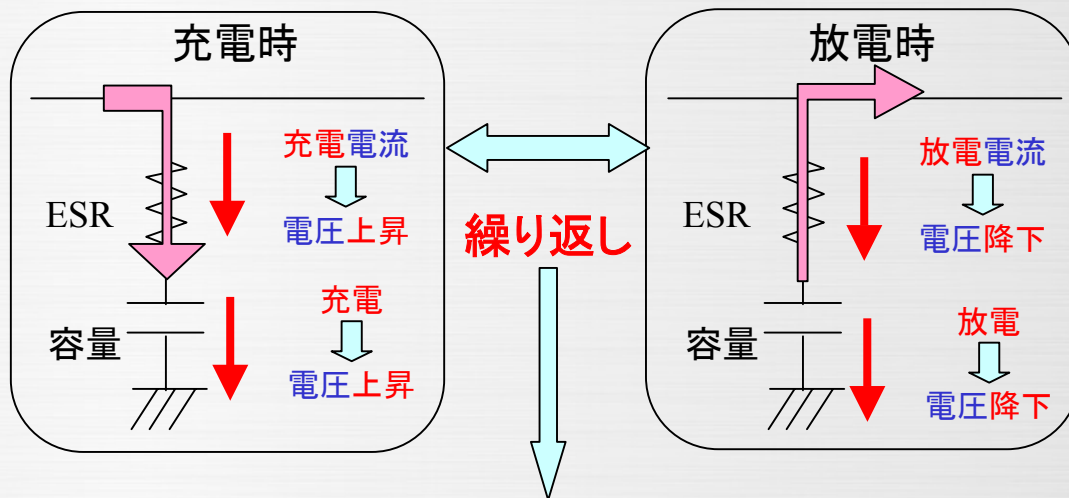 充電時
充電電流
電圧上昇
ESR
充電
電圧上昇
容量
繰り返し
放電時
放電電流
電圧降下
ESR
放電
電圧降下
容量